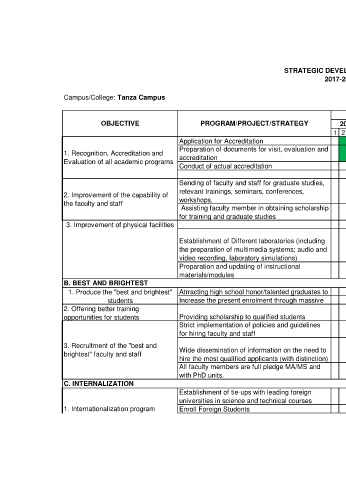 STRATEGIC DEVEL
2017-2
Campus/College: Tanza Campus
OBJECTIVE
PROGRAM/PROJECT/STRATEGY
20
1 2
1. Recognition, Accreditation and
Evaluation of all academic programs
Application for Accreditation
Preparation of documents for visit, evaluation and
accreditation
Conduct of actual accreditation
2. Improvement of the capability of
the faculty and staff
Sending of faculty and staff for graduate studies,
relevant trainings, seminars, conferences,
workshops.
Assisting faculty member in obtaining scholarship
for training and graduate studies
3. Improvement of physical facilities
Establishment of Different laboratories (including
the preparation of multimedia systems; audio and
video recording, laboratory simulations)
Preparation and updating of instructional
materials/modules
B. BEST AND BRIGHTEST
1. Produce the "best and brightest"
students
Attracting high school honor/talented graduates to
Increase the present enrolment through massive
2. Offering better training
opportunities for students
Providing scholarship to qualified students
3. Recruitment of the "best and
brightest" faculty and staff
Strict implementation of policies and guidelines
for hiring faculty and staff
Wide dissemination of information on the need to
hire the most qualified applicants (with distinction)
All faculty members are full pledge MA/MS and
with PhD units.
C. INTERNALIZATION
1. Internationalization program
Establishment of tie-ups with leading foreign
universities in science and technical courses
Enroll Foreign Students